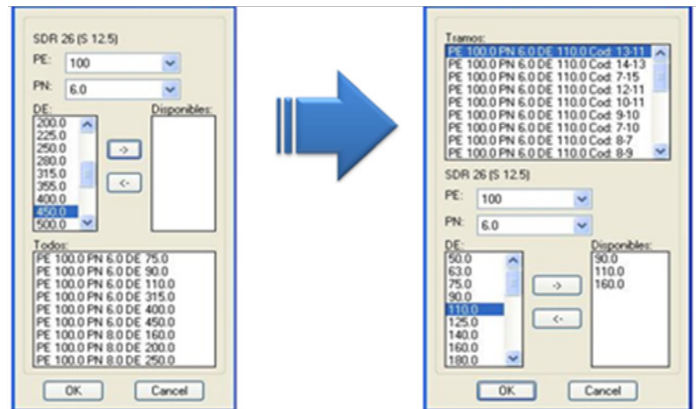 SDR 26 (S 12.5)
PE: 100
PN: 6.0
DE: Disponibles:
200.0
225.0
250.0
280.0
315.0
355.0
400.0
450.0
500.0
->
<-
Todos:
PE 100.0 PN 6.0 DE 75.0
PE 100.0 PN 6.0 DE 90.0
PE 100.0 PN 6.0 DE 110.0
PE 100.0 PN 6.0 DE 315.0
PE 100.0 PN 6.0 DE 400.0
PE 100.0 PN 6.0 DE 450.0
PE 100.0 PN 8.0 DE 160.0
PE 100.0 PN 8.0 DE 200.0
PE 100.0 PN 8.0 DE 250.0
OK Cancel
Tramos:
PE 100.0 PN 6.0 DE 110.0 Cod: 13-11
PE 100.0 PN 6.0 DE 110.0 Cod: 14-13
PE 100.0 PN 6.0 DE 110.0 Cod: 7-15
PE 100.0 PN 6.0 DE 110.0 Cod: 12-11
PE 100.0 PN 6.0 DE 110.0 Cod: 10-11
PE 100.0 PN 6.0 DE 110.0 Cod: 9-10
PE 100.0 PN 6.0 DE 110.0 Cod: 7-10
PE 100.0 PN 6.0 DE 110.0 Cod: 8-7
PE 100.0 PN 6.0 DE 110.0 Cod: 8-9
SDR 26 (S 12.5)
PE: 100
PN: 6.0
DE: Disponibles:
50.0
63.0
75.0
90.0
110.0
125.0
140.0
160.0
180.0
->
<-
90.0
110.0
160.0
OK Cancel